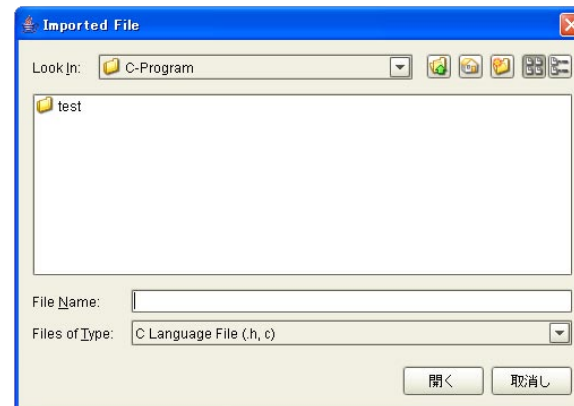 Imported File
Look In: C-Program
test
File Name:
Files of Type: C Language File (.h, c)
開く 取消し